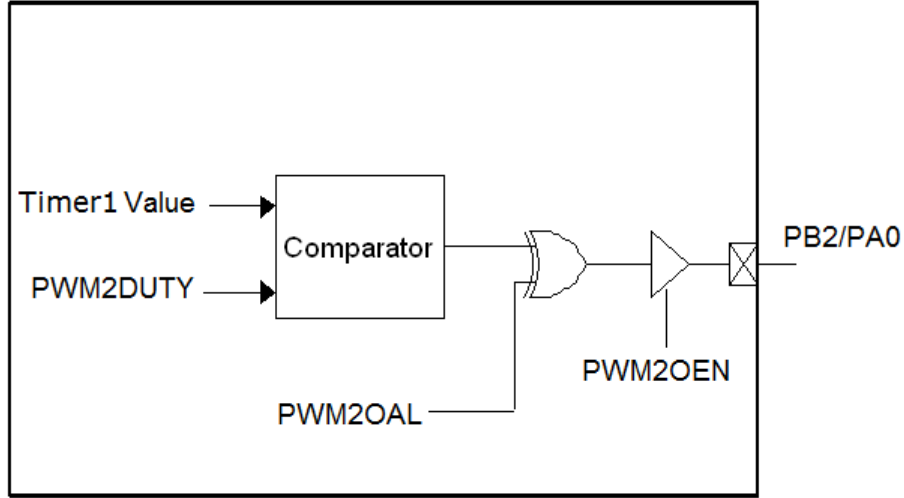 Timer1 Value
PB2/PA0
Comparator
PWM2DUTY
PWM2OEN
PWM2OAL